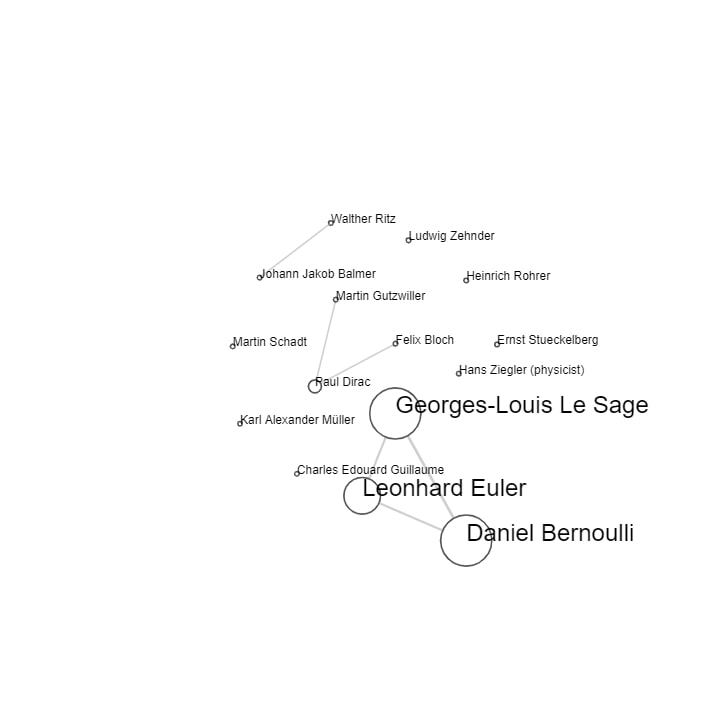 Walther Ritz
Ludwig Zehnder
Johann Jakob Balmer
Heinrich Rohrer
Martin Gutzwiller
Martin Schadt
Felix Bloch
Ernst Stueckelberg
Hans Ziegler (physicist)
Paul Dirac
Georges-Louis Le Sage
Karl Alexander Müller
Charles Edouard Guillaume
Leonhard Euler
Daniel Bernoulli